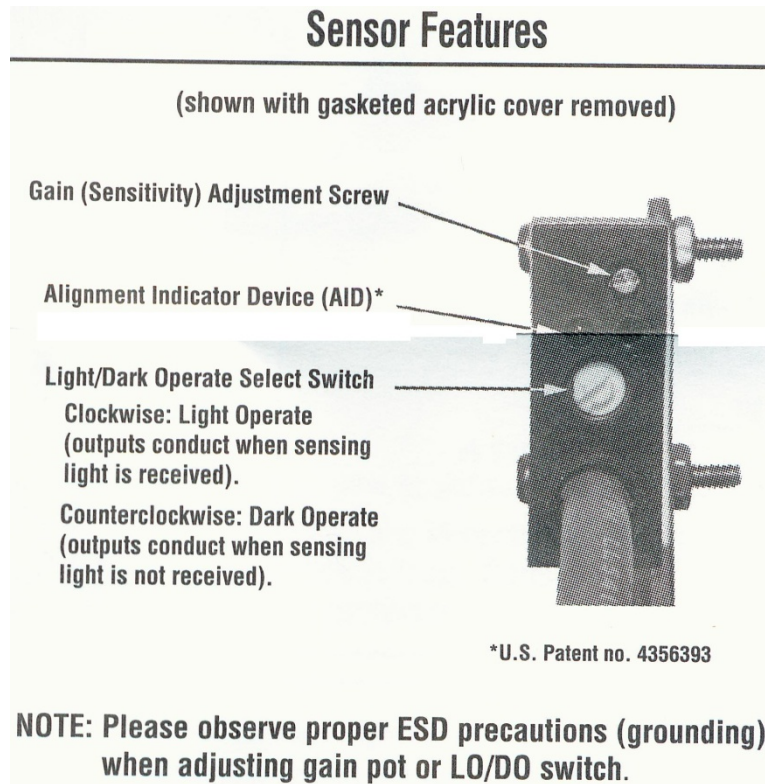 Sensor Features
(shown with gasketed acrylic cover removed)
Gain (Sensitivity) Adjustment Screw
Alignment Indicator Device (AID)*
Light/Dark Operate Select Switch
Clockwise: Light Operate
(outputs conduct when sensing
light is received).
Counterclockwise: Dark Operate
(outputs conduct when sensing
light is not received).
*U.S. Patent no. 4356393
NOTE: Please observe proper ESD precautions (grounding)
when adjusting gain pot or LO/DO switch.